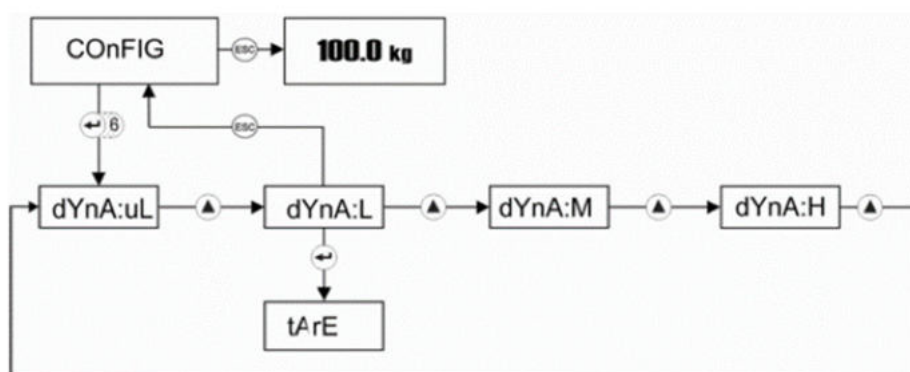 COnFIG
ESC
100.0 kg
6
ESC
dYnA:uL
dYnA:L
dYnA:M
dYnA:H
tArE